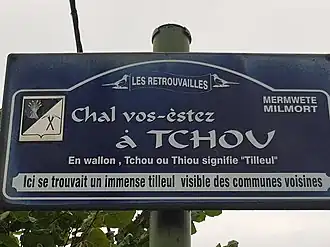 LES RETROUVAILLES
MERMWETE
MILMORT
Chal vos-èstez
à TCHOU
En wallon , Tchou ou Thiou signifie "Tilleul"
Ici se trouvait un immense tilleul visible des communes voisines